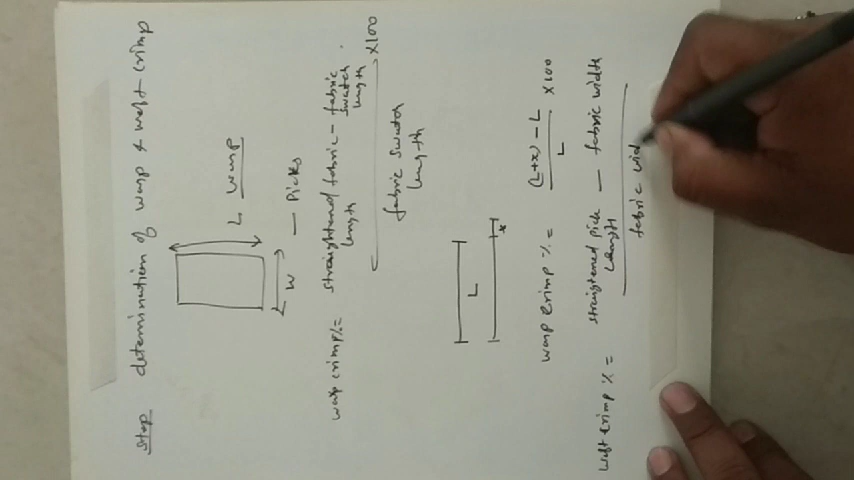 step determination of warp & weft crimp
L warp
W — Picks
warp crimp%= straightened fabric length - fabric swatch length ×100
fabric swatch length
L
x
warp crimp %= (L+x) - L ×100
L
weft crimp %= straigtened pick length — fabric width
fabric wid